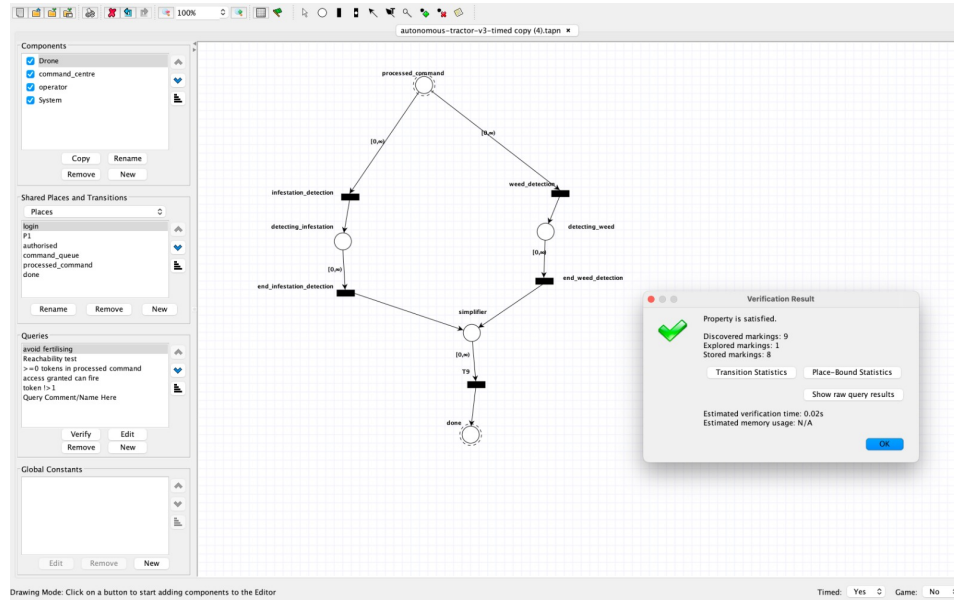 100%
autonomous-tractor-v3-timed copy (4).tapn ×
Components
Drone
command_centre
operator
System
Copy Rename
Remove New
Shared Places and Transitions
Places
login
P1
authorised
command_queue
processed_command
done
Rename Remove New
Queries
avoid fertilising
Reachability test
>=0 tokens in processed command
access granted can fire
token !>1
Query Comment/Name Here
Verify Edit
Remove New
Global Constants
Edit Remove New
processed_command
[0,∞) [0,∞)
infestation_detection weed_detection
detecting_infestation detecting_weed
[0,∞)
[0,∞)
end_infestation_detection end_weed_detection
simplifier
[0,∞)
T9
done
Verification Result
Property is satisfied.
Discovered markings: 9
Explored markings: 1
Stored markings: 8
Transition Statistics Place-Bound Statistics
Show raw query results
Estimated verification time: 0.02s
Estimated memory usage: N/A
OK
Drawing Mode: Click on a button to start adding components to the Editor
Timed: Yes Game: No